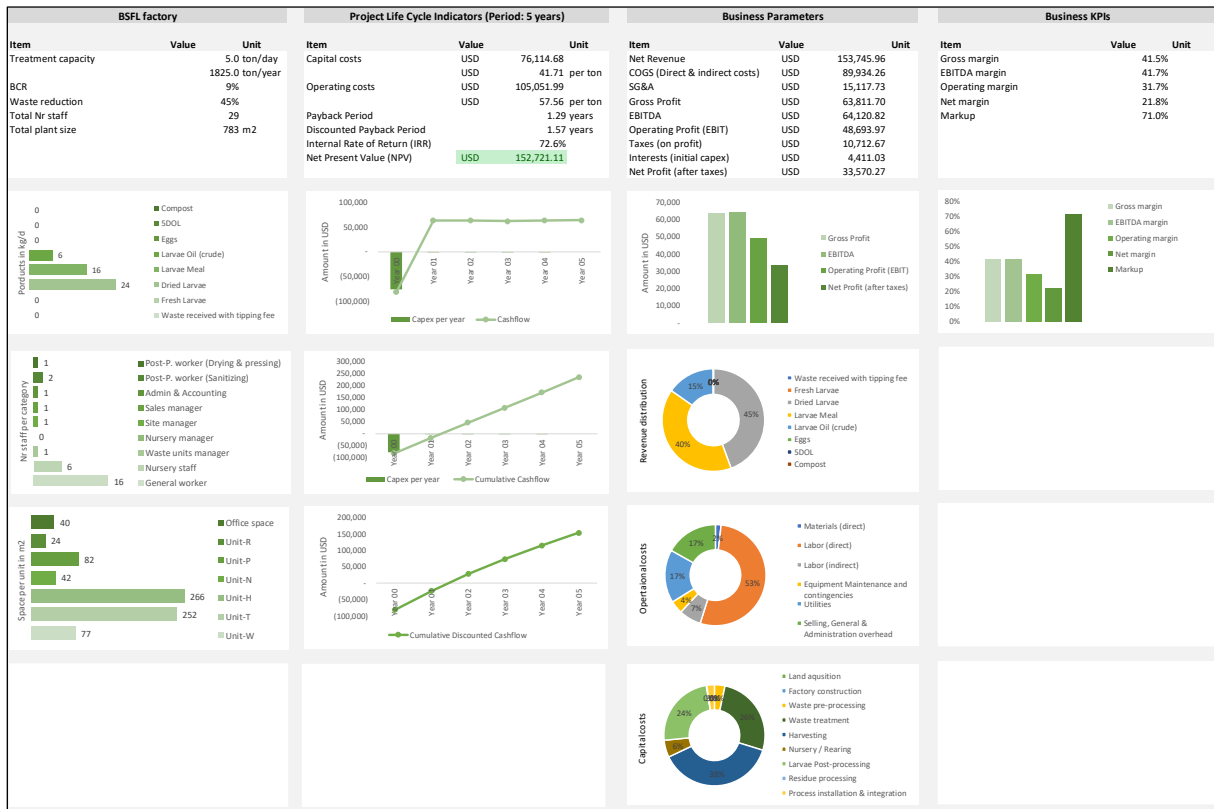 BSFL factory
Item Value Unit
Treatment capacity 5.0 ton/day
1825.0 ton/year
BCR 9%
Waste reduction 45%
Total Nr staff 29
Total plant size 783 m2
Project Life Cycle Indicators (Period: 5 years)
Item Value Unit
Capital costs USD 76,114.68
USD 41.71 per ton
Operating costs USD 105,051.99
USD 57.56 per ton
Payback Period 1.29 years
Discounted Payback Period 1.57 years
Internal Rate of Return (IRR) 72.6%
Net Present Value (NPV) USD 152,721.11
Business Parameters
Item Value Unit
Net Revenue USD 153,745.96
COGS (Direct & indirect costs) USD 89,934.26
SG&A USD 15,117.73
Gross Profit USD 63,811.70
EBITDA USD 64,120.82
Operating Profit (EBIT) USD 48,693.97
Taxes (on profit) USD 10,712.67
Interests (initial capex) USD 4,411.03
Net Profit (after taxes) USD 33,570.27
Business KPIs
Item Value Unit
Gross margin 41.5%
EBITDA margin 41.7%
Operating margin 31.7%
Net margin 21.8%
Markup 71.0%
Porducts in kg/d
0
0
0
6
16
24
0
0
Compost
SDOL
Eggs
Larvae Oil (crude)
Larvae Meal
Dried Larvae
Fresh Larvae
Waste received with tipping fee
Amount in USD
100,000
50,000
-
(50,000)
(100,000)
Year 00
Year 01
Year 02
Year 03
Year 04
Year 05
Capex per year
Cashflow
Amount in USD
70,000
60,000
50,000
40,000
30,000
20,000
10,000
-
Gross Profit
EBITDA
Operating Profit (EBIT)
Net Profit (after taxes)
80%
70%
60%
50%
40%
30%
20%
10%
0%
Gross margin
EBITDA margin
Operating margin
Net margin
Markup
Nr staff per category
1
2
1
1
1
0
1
6
16
Post-P. worker (Drying & pressing)
Post-P. worker (Sanitizing)
Admin & Accounting
Sales manager
Site manager
Nursery manager
Waste units manager
Nursery staff
General worker
Amount in USD
300,000
250,000
200,000
150,000
100,000
50,000
-
(50,000)
(100,000)
Year 00
Year 01
Year 02
Year 03
Year 04
Year 05
Capex per year
Cumulative Cashflow
Revenue distribution
15%
0%
45%
40%
Waste received with tipping fee
Fresh Larvae
Dried Larvae
Larvae Meal
Larvae Oil (crude)
Eggs
SDOL
Compost
Space per unit in m2
40
24
82
42
266
252
77
Office space
Unit-R
Unit-P
Unit-N
Unit-H
Unit-T
Unit-W
Amount in USD
200,000
150,000
100,000
50,000
-
(50,000)
(100,000)
Year 00
Year 02
Year 03
Year 04
Year 05
Cumulative Discounted Cashflow
Opertaional costs
17%
2%
17%
53%
4%
7%
Materials (direct)
Labor (direct)
Labor (indirect)
Equipment Maintenance and
contingencies
Utilities
Selling, General &
Administration overhead
Capital costs
24%
6%
Land aqusition
Factory construction
Waste pre-processing
Waste treatment
Harvesting
Nursery / Rearing
Larvae Post-processing
Residue processing
Process installation & integration